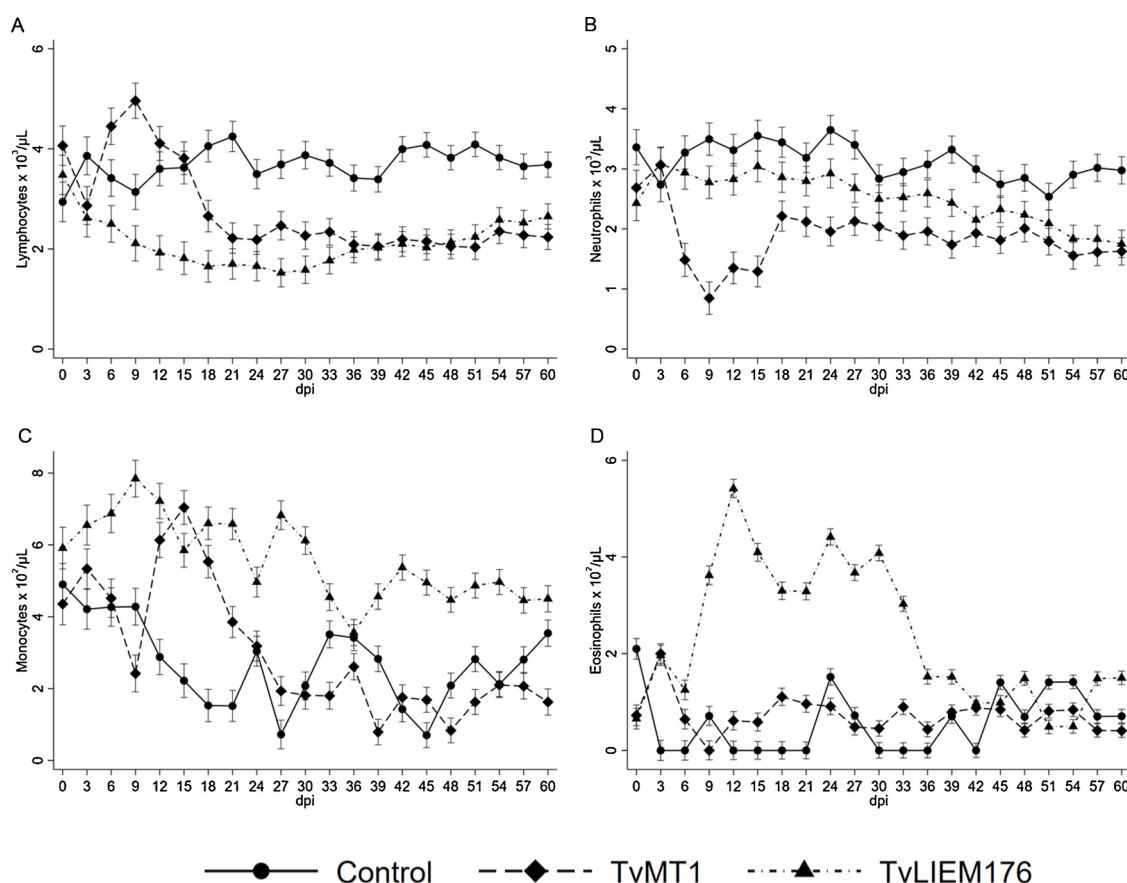 A
Lymphocytes x 10³/µL
6
4
2
0
0 3 6 9 12 15 18 21 24 27 30 33 36 39 42 45 48 51 54 57 60
dpi
B
Neutrophils x 10³/µL
5
4
3
2
1
0
0 3 6 9 12 15 18 21 24 27 30 33 36 39 42 45 48 51 54 57 60
dpi
C
Monocytes x 10²/µL
8
6
4
2
0
0 3 6 9 12 15 18 21 24 27 30 33 36 39 42 45 48 51 54 57 60
dpi
D
Eosinophils x 10²/µL
6
4
2
0
0 3 6 9 12 15 18 21 24 27 30 33 36 39 42 45 48 51 54 57 60
dpi
Control TvMT1 TvLIEM176